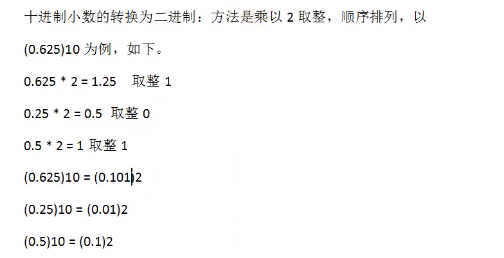 十进制小数的转换为二进制：方法是乘以 2 取整，顺序排列，以
(0.625)10 为例，如下。
0.625 * 2 = 1.25 取整 1
0.25 * 2 = 0.5 取整 0
0.5 * 2 = 1 取整 1
(0.625)10 = (0.101)2
(0.25)10 = (0.01)2
(0.5)10 = (0.1)2